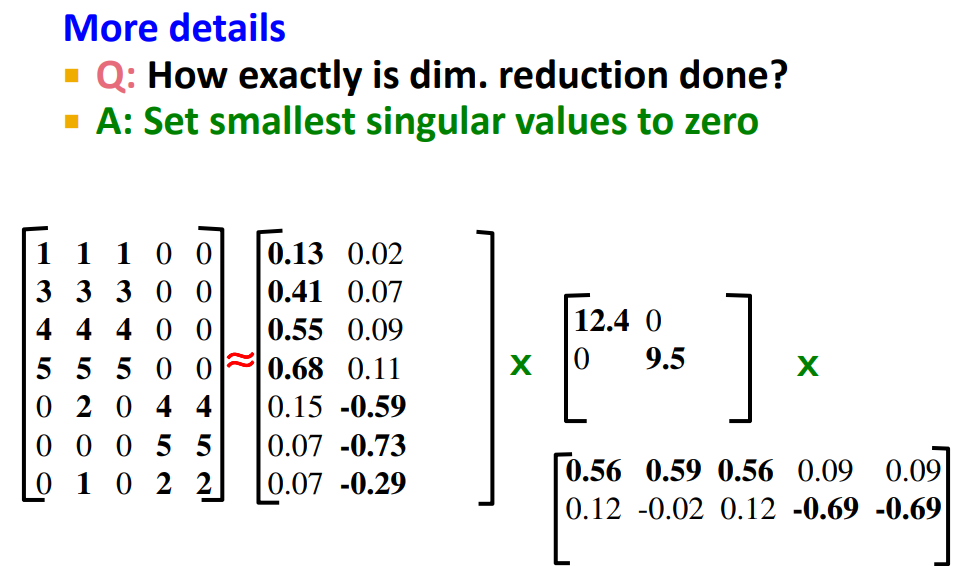 More details
Q: How exactly is dim. reduction done?
A: Set smallest singular values to zero
1 1 1 0 0
3 3 3 0 0
4 4 4 0 0
5 5 5 0 0
0 2 0 4 4
0 0 0 5 5
0 1 0 2 2
≈
0.13 0.02
0.41 0.07
0.55 0.09
0.68 0.11
0.15 -0.59
0.07 -0.73
0.07 -0.29
x
12.4 0
0 9.5
x
0.56 0.59 0.56 0.09 0.09
0.12 -0.02 0.12 -0.69 -0.69